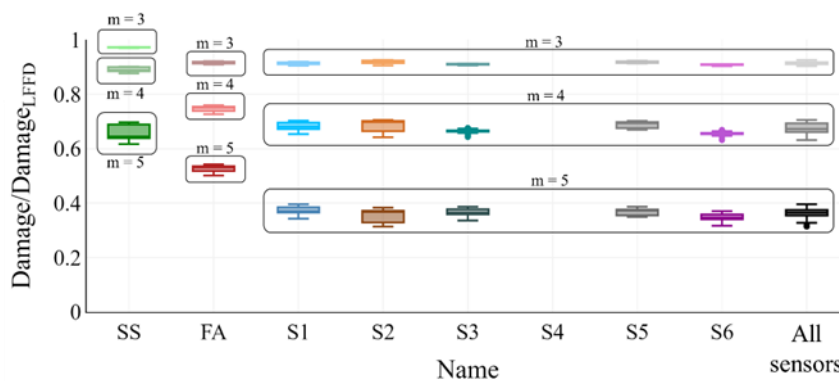 m = 3
1
m = 3
m = 3
0.8
m = 4
m = 4
m = 4
0.6
m = 5
m = 5
m = 5
0.4
0.2
0
Damage/Damage_LFFD
SS FA S1 S2 S3 S4 S5 S6 All sensors
Name